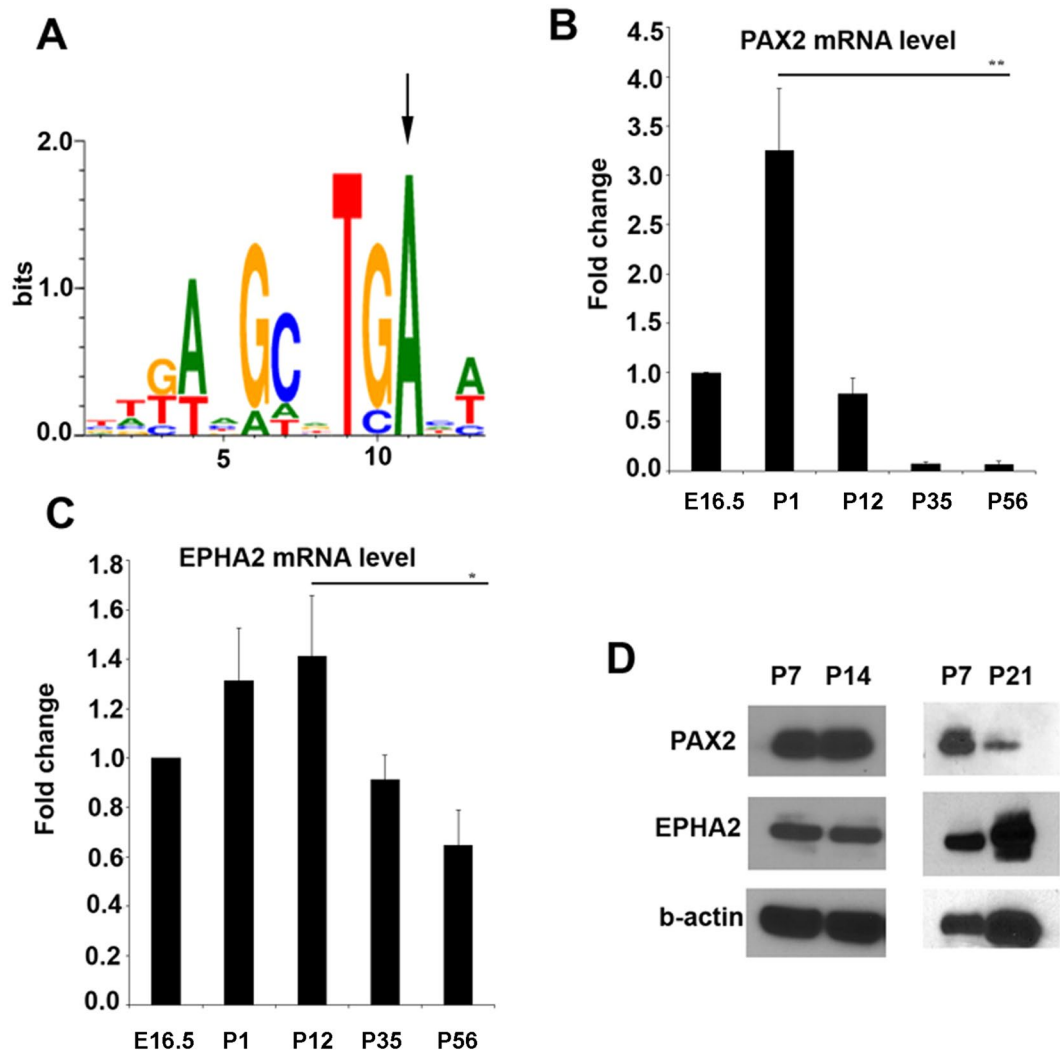 A
2.0
bits
1.0
0.0
5
10
B
PAX2 mRNA level
**
Fold change
4.5
4.0
3.5
3.0
2.5
2.0
1.5
1.0
0.5
0.0
E16.5 P1 P12 P35 P56
C
EPHA2 mRNA level
*
Fold change
1.8
1.6
1.4
1.2
1.0
0.8
0.6
0.4
0.2
0.0
E16.5 P1 P12 P35 P56
D
P7 P14 P7 P21
PAX2
EPHA2
b-actin